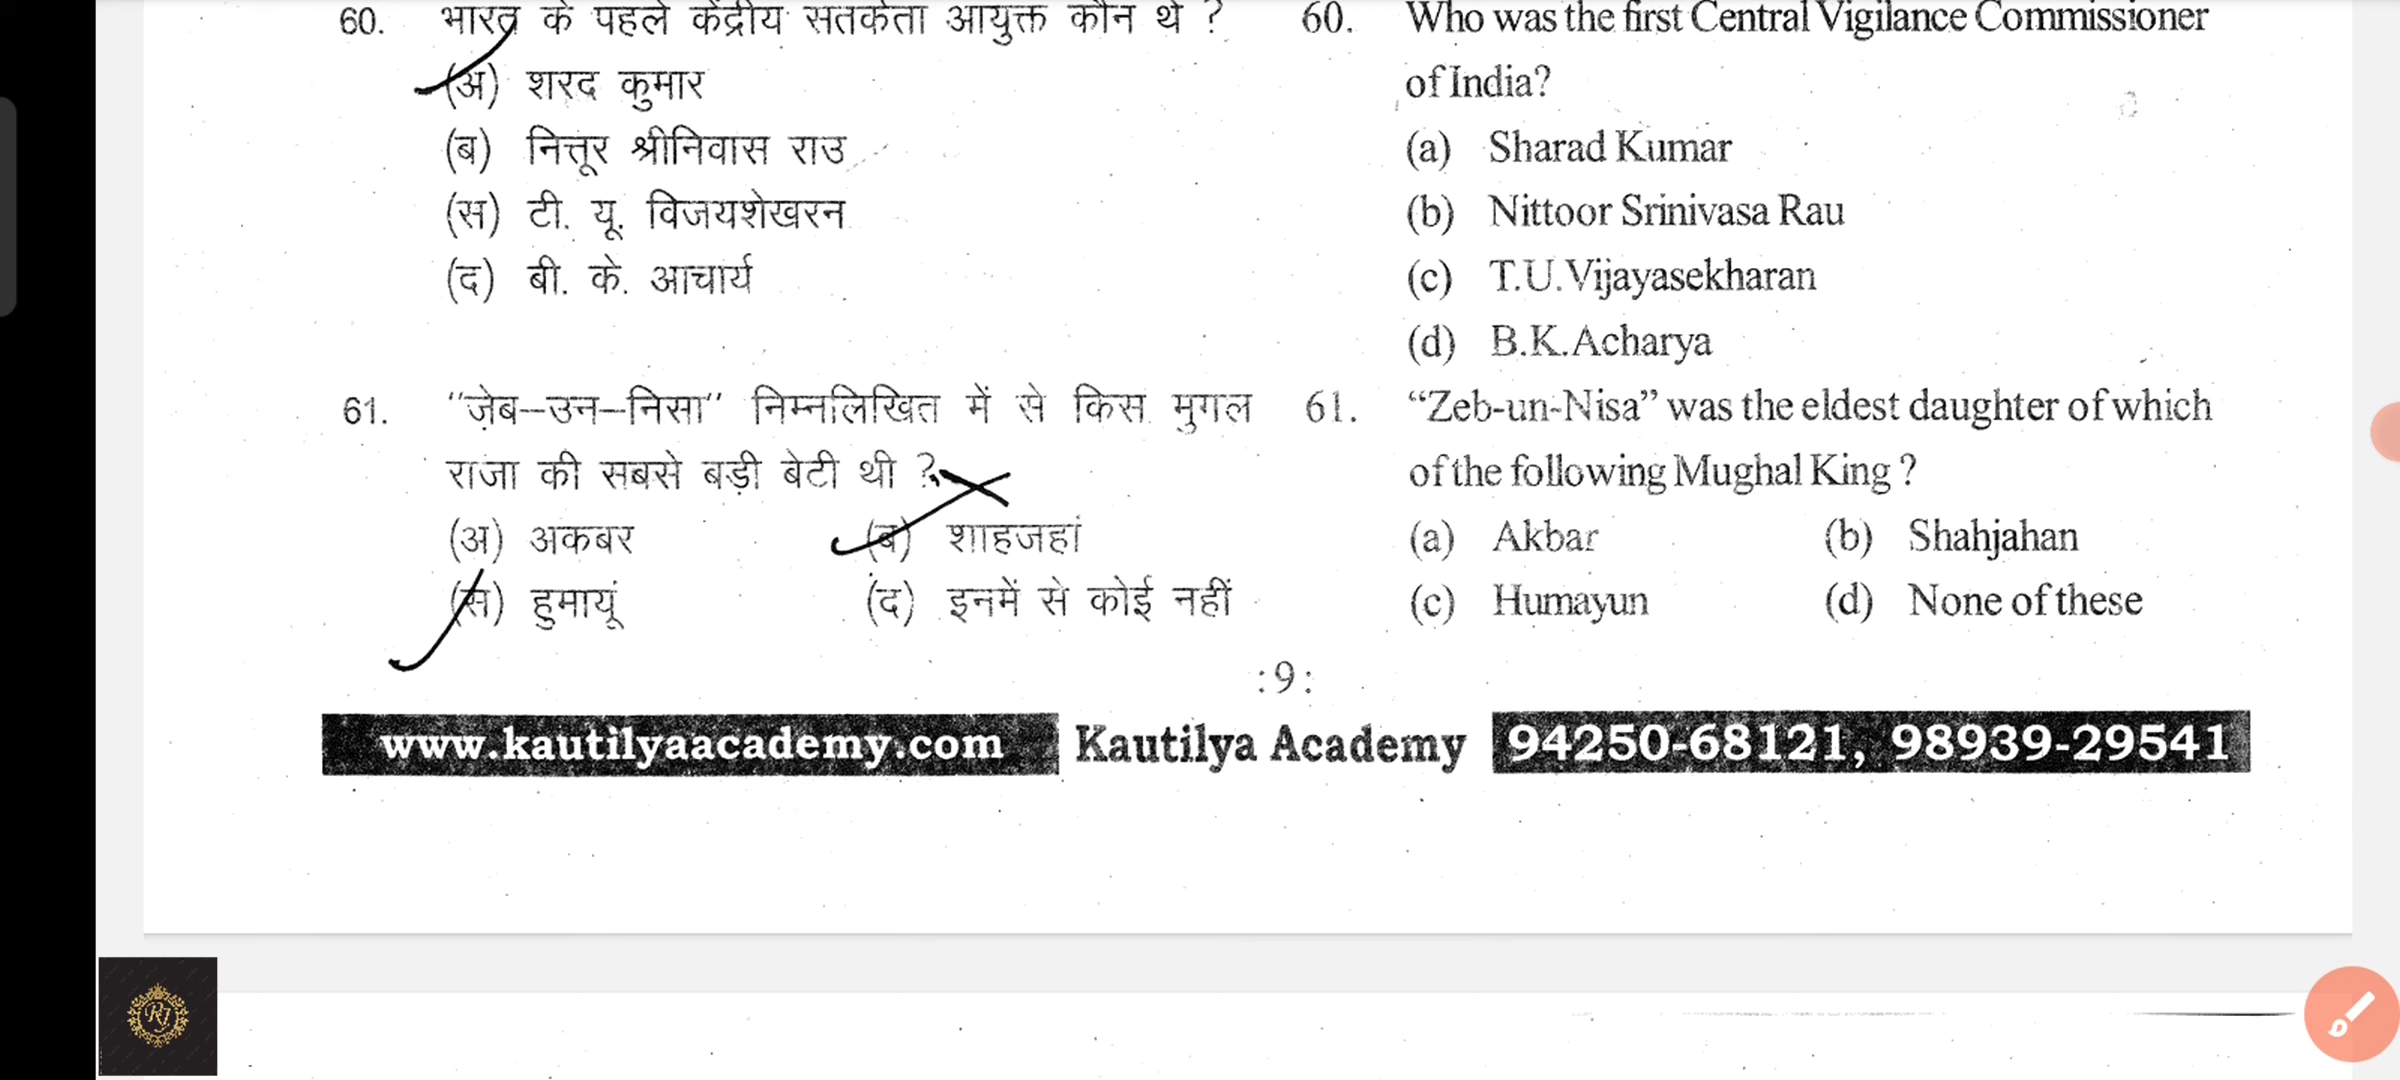 60. भारत के पहले केंद्रीय सतर्कता आयुक्त कौन थे ?
(अ) शरद कुमार
(ब) नित्तूर श्रीनिवास राउ
(स) टी. यू. विजयशेखरन
(द) बी. के. आचार्य
61. ‘‘ज़ेब–उन–निसा’’ निम्नलिखित में से किस मुगल
राजा की सबसे बड़ी बेटी थी ?
(अ) अकबर (ब) शाहजहां
(स) हुमायूं (द) इनमें से कोई नहीं
60. Who was the first Central Vigilance Commissioner
of India?
(a) Sharad Kumar
(b) Nittoor Srinivasa Rau
(c) T.U.Vijayasekharan
(d) B.K.Acharya
61. “Zeb-un-Nisa” was the eldest daughter of which
of the following Mughal King ?
(a) Akbar (b) Shahjahan
(c) Humayun (d) None of these
:9:
www.kautilyaacademy.com Kautilya Academy 94250-68121, 98939-29541
RJ